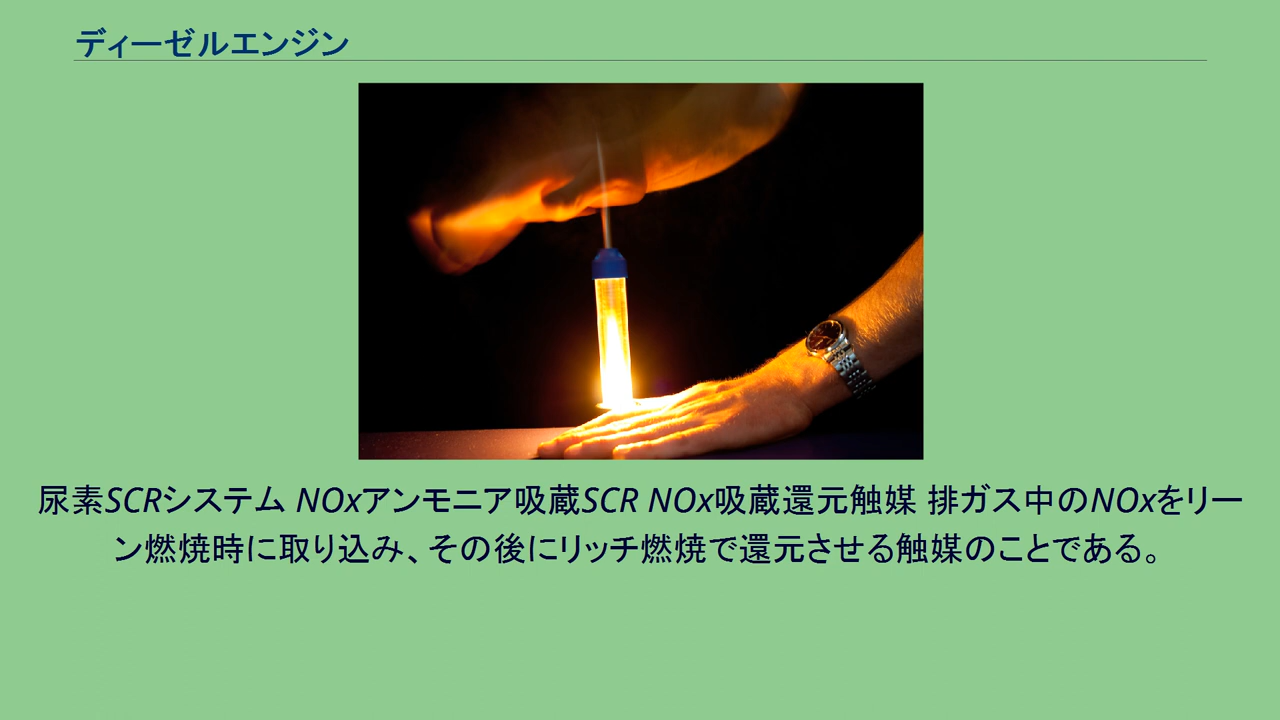 ディーゼルエンジン
尿素SCRシステム NOxアンモニア吸蔵SCR NOx吸蔵還元触媒 排ガス中のNOxをリー
ン燃焼時に取り込み、その後にリッチ燃焼で還元させる触媒のことである。